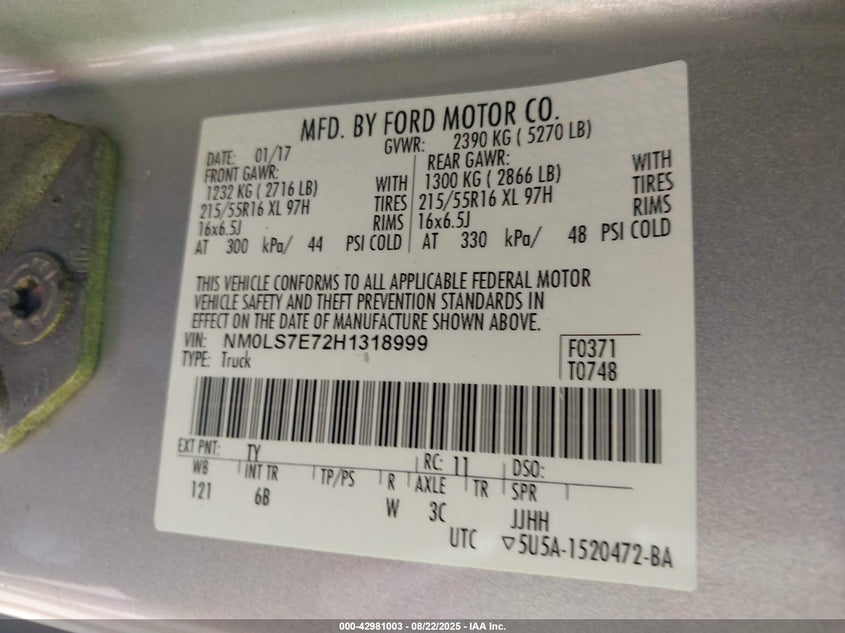 MFD. BY FORD MOTOR CO.
DATE: 01/17 GVWR: 2390 KG ( 5270 LB)
FRONT GAWR: REAR GAWR:
1232 KG ( 2716 LB) WITH 1300 KG ( 2866 LB) WITH
215/55R16 XL 97H TIRES 215/55R16 XL 97H TIRES
16x6.5J RIMS 16x6.5J RIMS
AT 300 kPa/ 44 PSI COLD AT 330 kPa/ 48 PSI COLD
THIS VEHICLE CONFORMS TO ALL APPLICABLE FEDERAL MOTOR
VEHICLE SAFETY AND THEFT PREVENTION STANDARDS IN
EFFECT ON THE DATE OF MANUFACTURE SHOWN ABOVE.
VIN: NM0LS7E72H1318999 F0371
TYPE: Truck T0748
EXT PNT: TY RC: 11 DSO:
WB INT TR TP/PS R AXLE TR SPR
121 6B W 3C JJHH
UTC ▽5U5A-1520472-BA
000-42981003 - 08/22/2025 - IAA Inc.